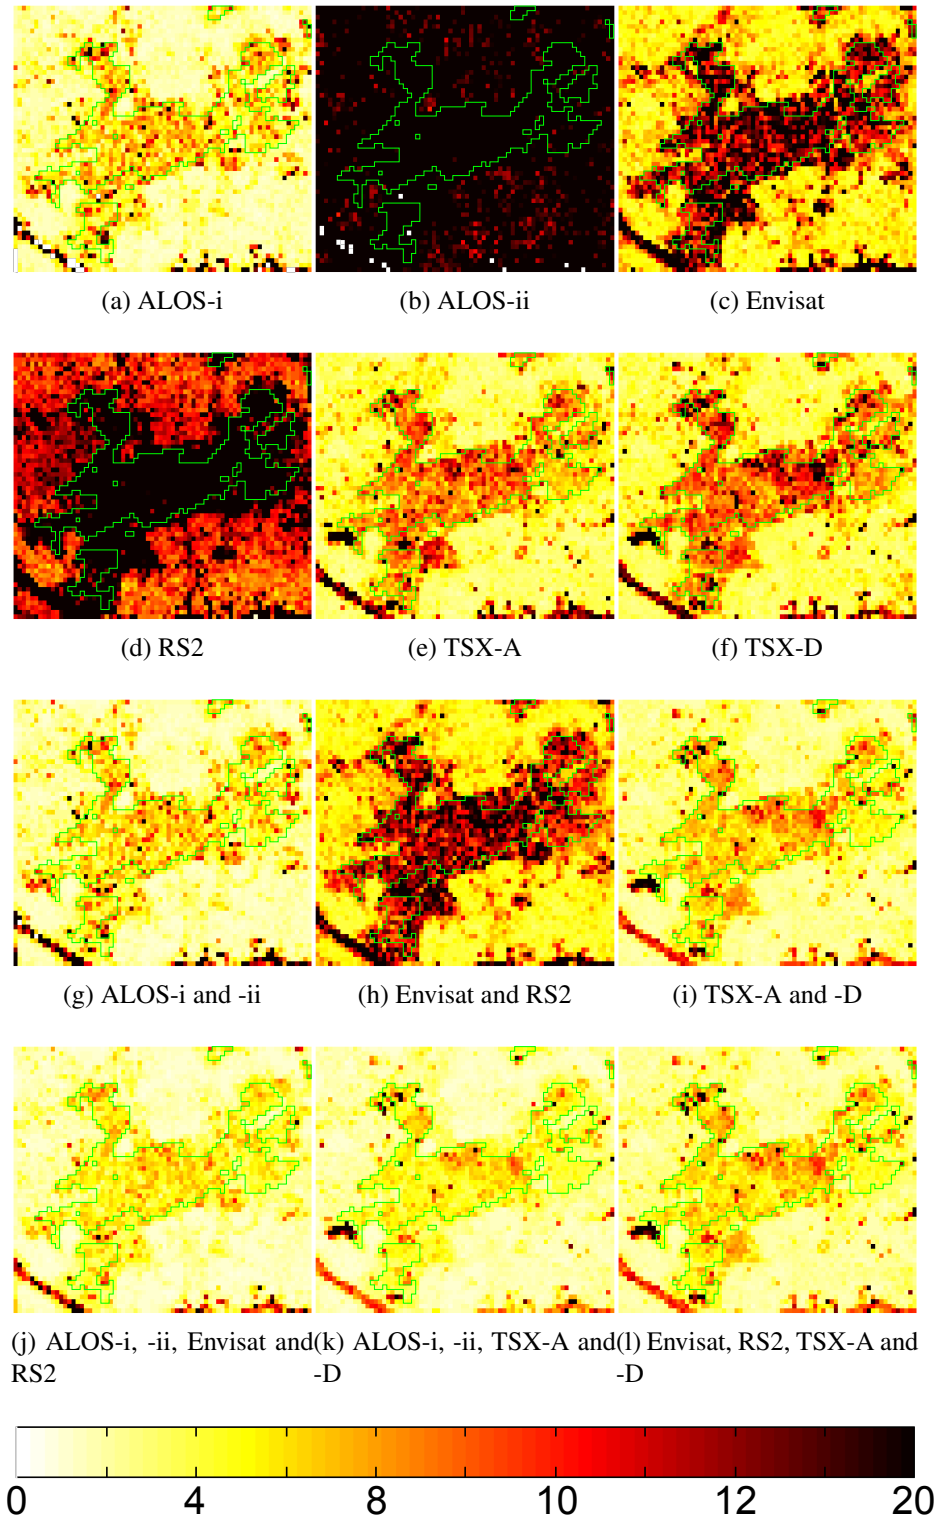 (a) ALOS-i
(b) ALOS-ii
(c) Envisat
(d) RS2
(e) TSX-A
(f) TSX-D
(g) ALOS-i and -ii
(h) Envisat and RS2
(i) TSX-A and -D
(j) ALOS-i, -ii, Envisat and
RS2
(k) ALOS-i, -ii, TSX-A and
-D
(l) Envisat, RS2, TSX-A and
-D
0 4 8 10 12 20